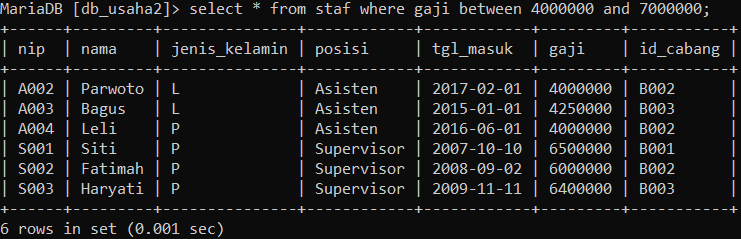 MariaDB [db_usaha2]> select * from staf where gaji between 4000000 and 7000000;
+------+---------+---------------+------------+------------+---------+-----------+
| nip  | nama    | jenis_kelamin | posisi     | tgl_masuk  | gaji    | id_cabang |
+------+---------+---------------+------------+------------+---------+-----------+
| A002 | Parwoto | L             | Asisten    | 2017-02-01 | 4000000 | B002      |
| A003 | Bagus   | L             | Asisten    | 2015-01-01 | 4250000 | B003      |
| A004 | Leli    | P             | Asisten    | 2016-06-01 | 4000000 | B002      |
| S001 | Siti    | P             | Supervisor | 2007-10-10 | 6500000 | B001      |
| S002 | Fatimah | P             | Supervisor | 2008-09-02 | 6000000 | B002      |
| S003 | Haryati | P             | Supervisor | 2009-11-11 | 6400000 | B003      |
+------+---------+---------------+------------+------------+---------+-----------+
6 rows in set (0.001 sec)